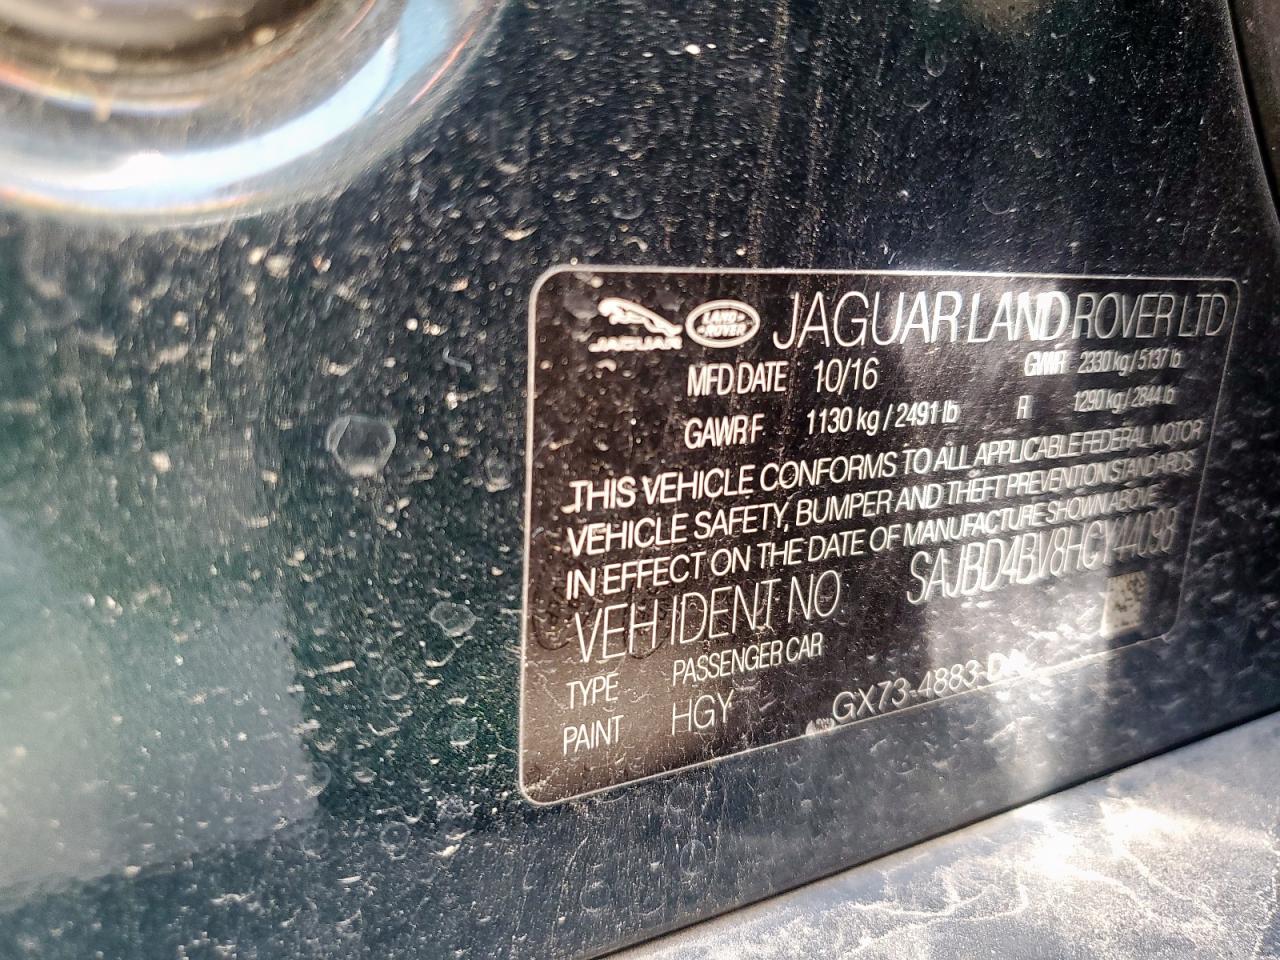 JAGUAR LAND ROVER JAGUAR LAND ROVER LTD
MFD.DATE 10/16 GVWR 2330 kg / 5137 lb
GAWR F 1130 kg / 2491 lb R 1290 kg / 2844 lb
THIS VEHICLE CONFORMS TO ALL APPLICABLE FEDERAL MOTOR
VEHICLE SAFETY, BUMPER AND THEFT PREVENTION STANDARDS
IN EFFECT ON THE DATE OF MANUFACTURE SHOWN ABOVE
VEH IDENT NO SAJBD4BV8HCY44098
TYPE PASSENGER CAR
PAINT HGY GX73-4883-DA